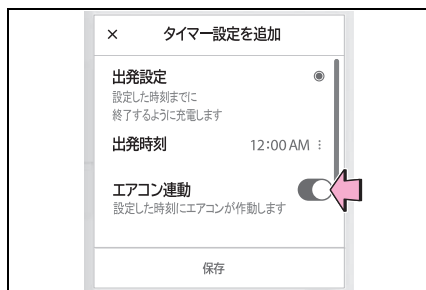 × タイマー設定を追加
出発設定
設定した時刻までに
終了するように充電します
出発時刻 12:00 AM ⋮
エアコン連動
設定した時刻にエアコンが作動します
保存